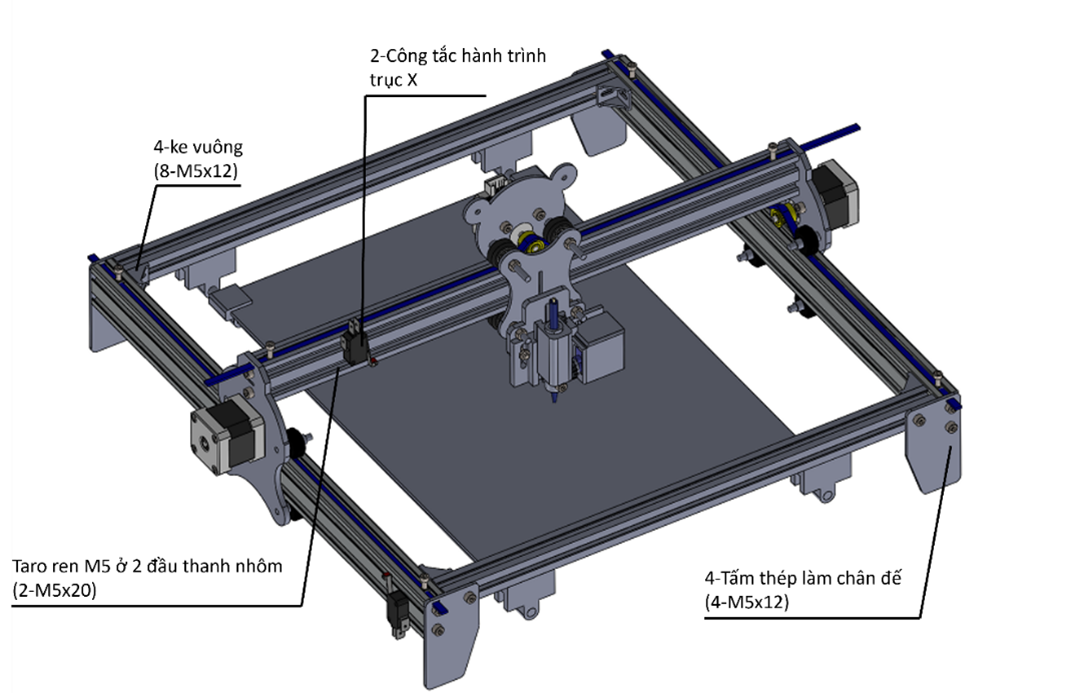 2-Công tắc hành trình
trục X
4-ke vuông
(8-M5x12)
Taro ren M5 ở 2 đầu thanh nhôm
(2-M5x20)
4-Tấm thép làm chân đế
(4-M5x12)